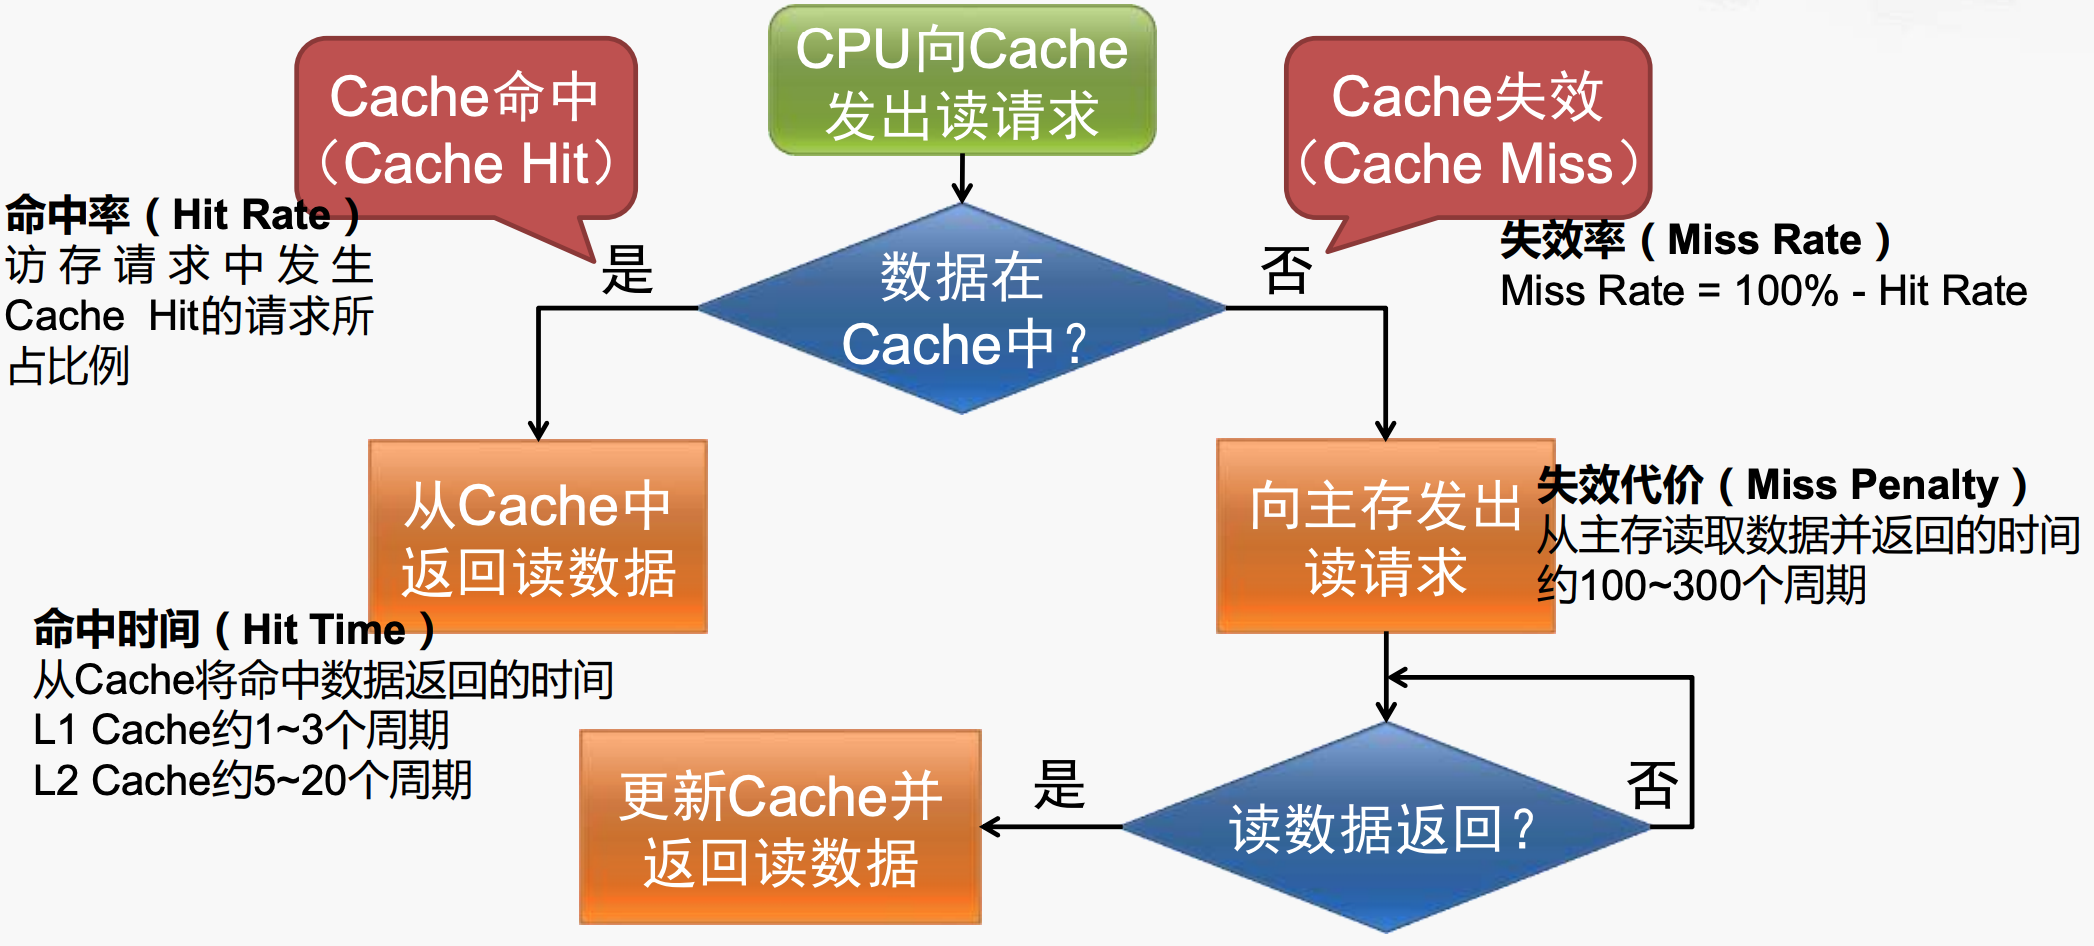 CPU向Cache
发出读请求
Cache命中
（Cache Hit）
Cache失效
（Cache Miss）
命中率（Hit Rate）
访存请求中发生
Cache Hit的请求所
占比例
是
数据在
Cache中？
否
失效率（Miss Rate）
Miss Rate = 100% - Hit Rate
从Cache中
返回读数据
向主存发出
读请求
失效代价（Miss Penalty）
从主存读取数据并返回的时间
约100~300个周期
命中时间（Hit Time）
从Cache将命中数据返回的时间
L1 Cache约1~3个周期
L2 Cache约5~20个周期
更新Cache并
返回读数据
是
读数据返回？
否